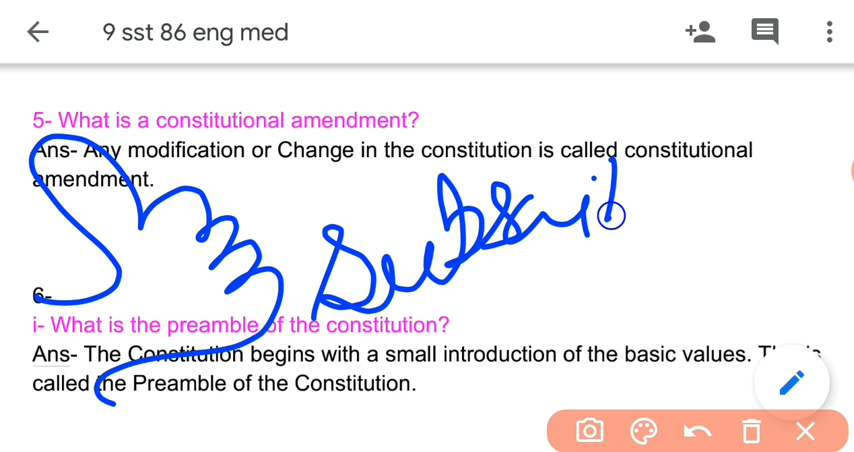 9 sst 86 eng med
5- What is a constitutional amendment?
Ans- Any modification or Change in the constitution is called constitutional
amendment.
6-
i- What is the preamble of the constitution?
Ans- The Constitution begins with a small introduction of the basic values.
called the Preamble of the Constitution.